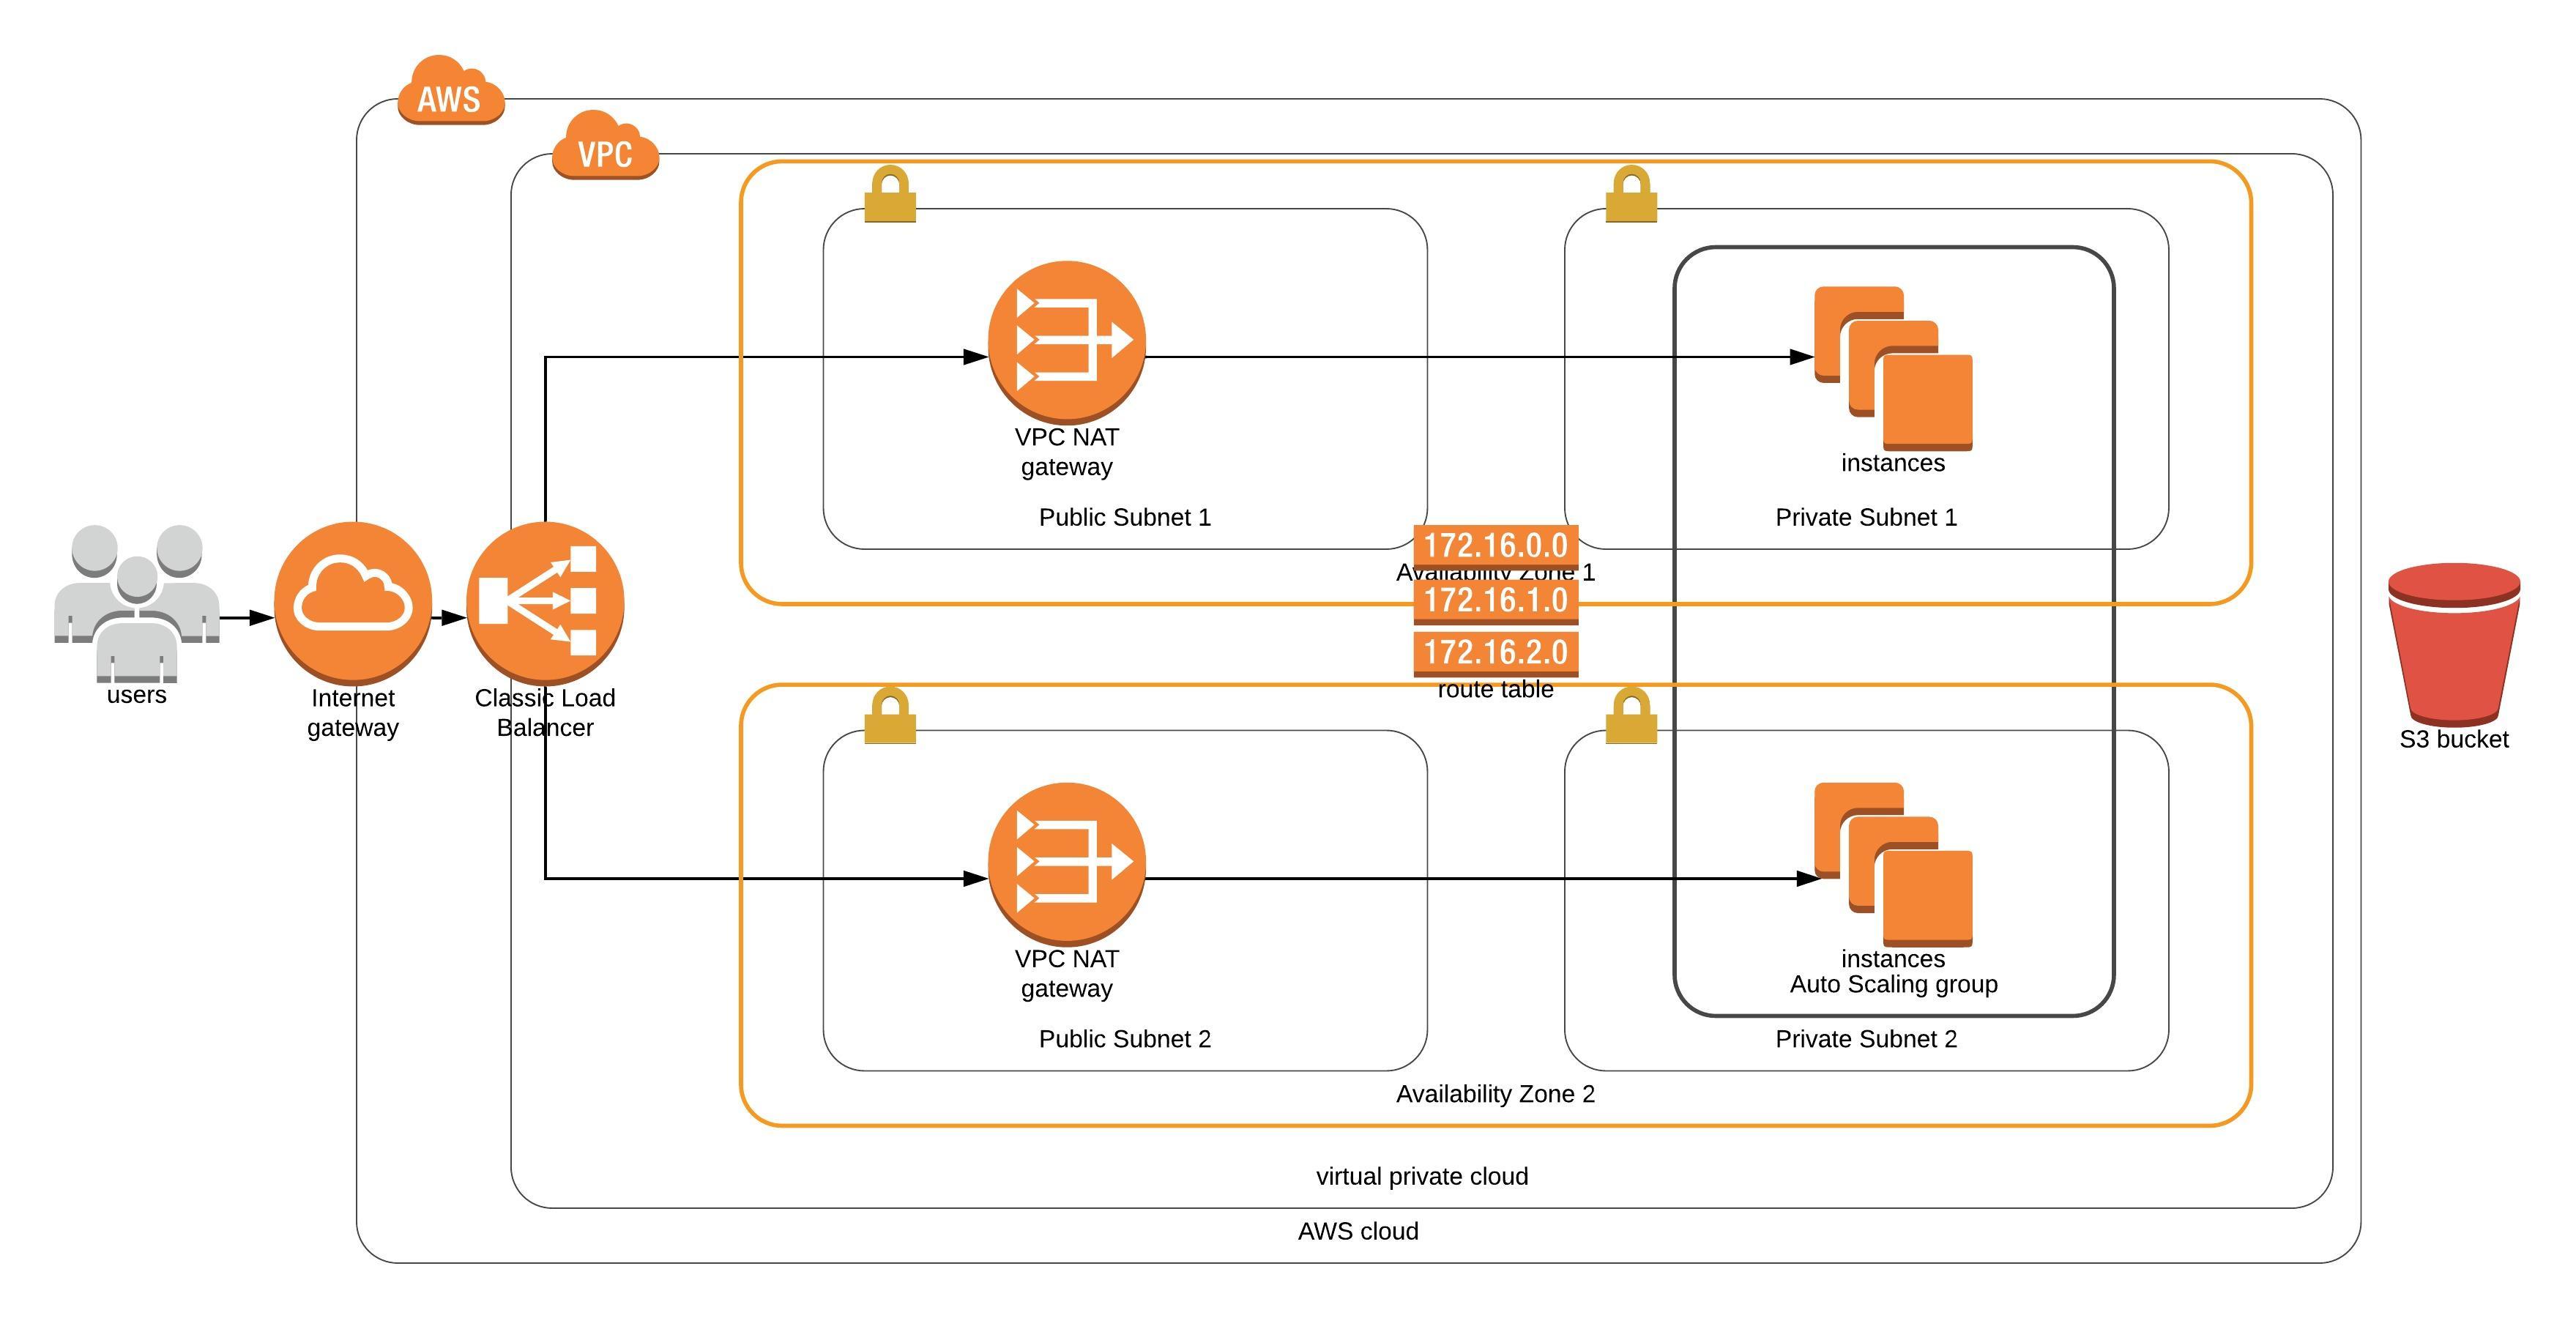 AWS
VPC
VPC NAT
gateway
instances
Public Subnet 1
Private Subnet 1
172.16.0.0
Availability Zone 1
172.16.1.0
172.16.2.0
route table
users
Internet
gateway
Classic Load
Balancer
S3 bucket
VPC NAT
gateway
instances
Auto Scaling group
Public Subnet 2
Private Subnet 2
Availability Zone 2
virtual private cloud
AWS cloud